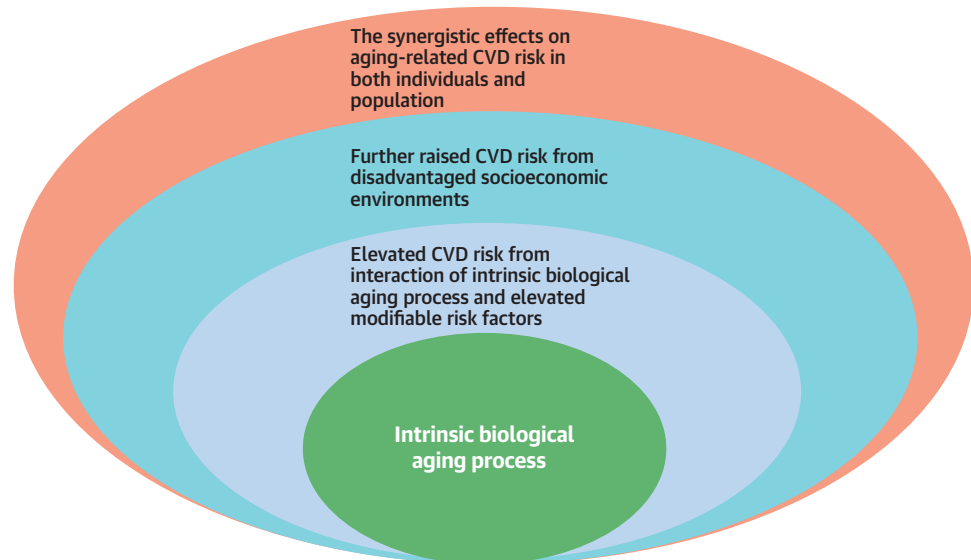 The synergistic effects on
aging-related CVD risk in
both individuals and
population
Further raised CVD risk from
disadvantaged socioeconomic
environments
Elevated CVD risk from
interaction of intrinsic biological
aging process and elevated
modifiable risk factors
Intrinsic biological
aging process